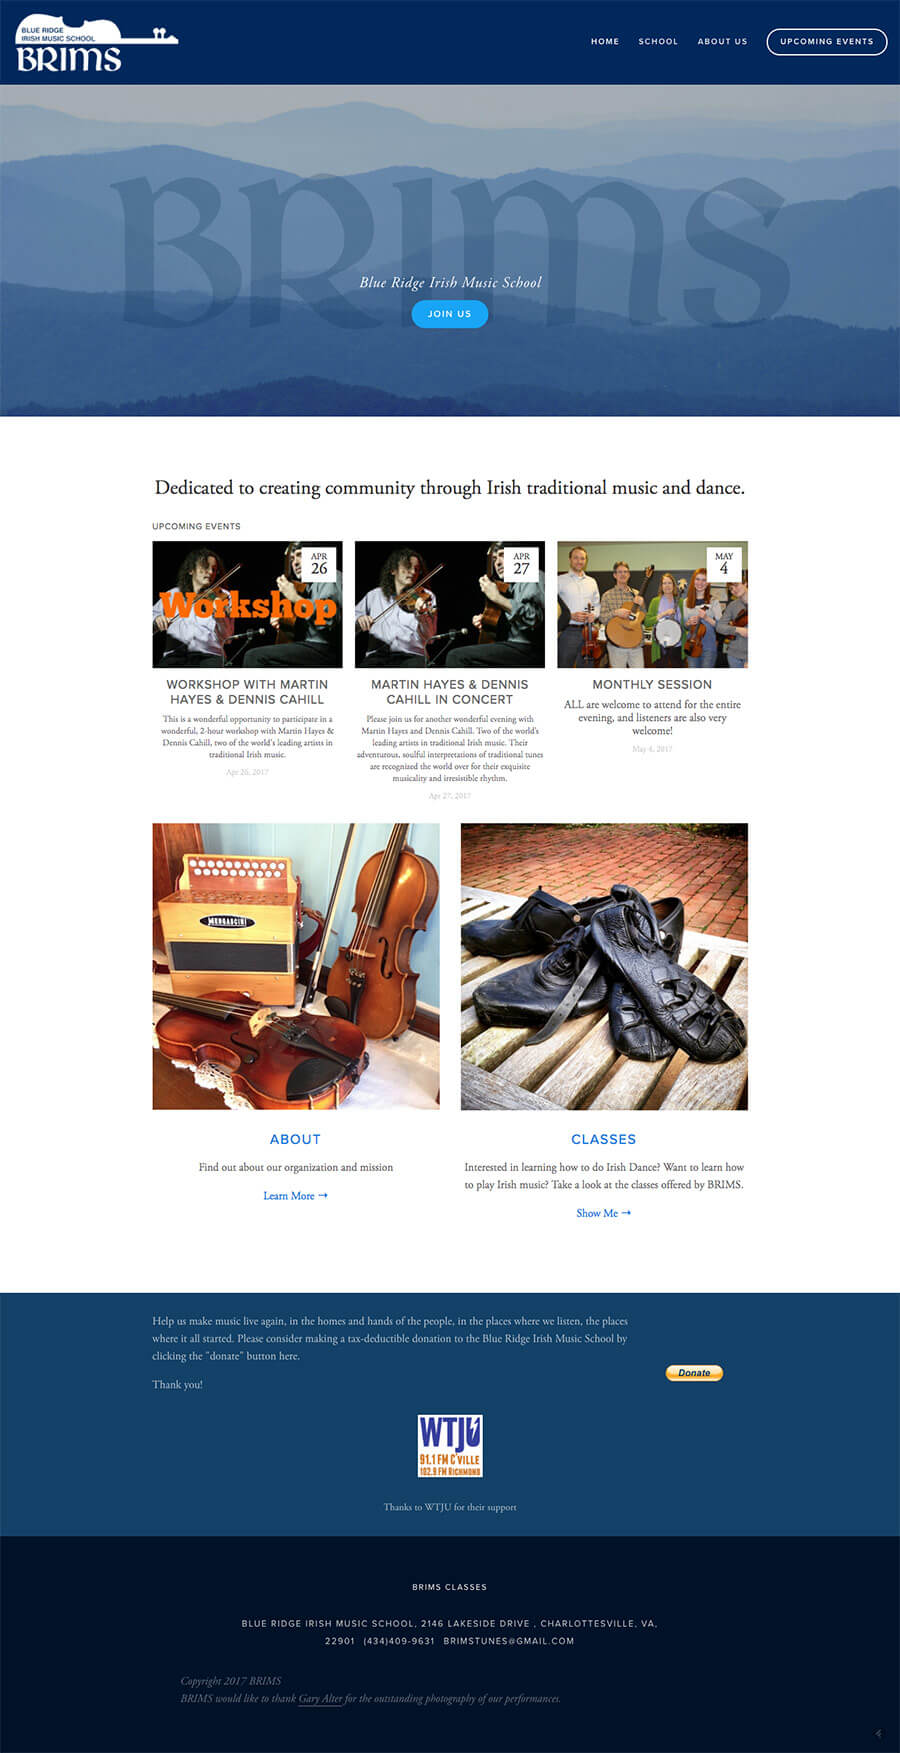 BLUE RIDGE
IRISH MUSIC SCHOOL
BRIMS
HOME SCHOOL ABOUT US UPCOMING EVENTS
BRIMS
Blue Ridge Irish Music School
JOIN US
Dedicated to creating community through Irish traditional music and dance.
UPCOMING EVENTS
APR
26
Workshop
WORKSHOP WITH MARTIN
HAYES & DENNIS CAHILL
This is a wonderful opportunity to participate in a
wonderful, 2-hour workshop with Martin Hayes &
Dennis Cahill, two of the world's leading artists in
traditional Irish music.
Apr 26, 2017
APR
27
MARTIN HAYES & DENNIS
CAHILL IN CONCERT
Please join us for another wonderful evening with
Martin Hayes and Dennis Cahill. Two of the world's
leading artists in traditional Irish music. Their
adventurous, soulful interpretations of traditional tunes
are recognized the world over for their exquisite
musicality and irresistible rhythm.
Apr 27, 2017
MAY
4
MONTHLY SESSION
ALL are welcome to attend for the entire
evening, and listeners are also very
welcome!
May 4, 2017
MENGASCINI
ABOUT
Find out about our organization and mission
Learn More →
CLASSES
Interested in learning how to do Irish Dance? Want to learn how
to play Irish music? Take a look at the classes offered by BRIMS.
Show Me →
Help us make music live again, in the homes and hands of the people, in the places where we listen, the places
where it all started. Please consider making a tax-deductible donation to the Blue Ridge Irish Music School by
clicking the "donate" button here.
Thank you!
Donate
WTJU
91.1 FM C'VILLE
102.9 FM RICHMOND
Thanks to WTJU for their support
BRIMS CLASSES
BLUE RIDGE IRISH MUSIC SCHOOL, 2146 LAKESIDE DRIVE , CHARLOTTESVILLE, VA,
22901 (434)409-9631 BRIMSTUNES@GMAIL.COM
Copyright 2017 BRIMS
BRIMS would like to thank Gary Alter for the outstanding photography of our performances.